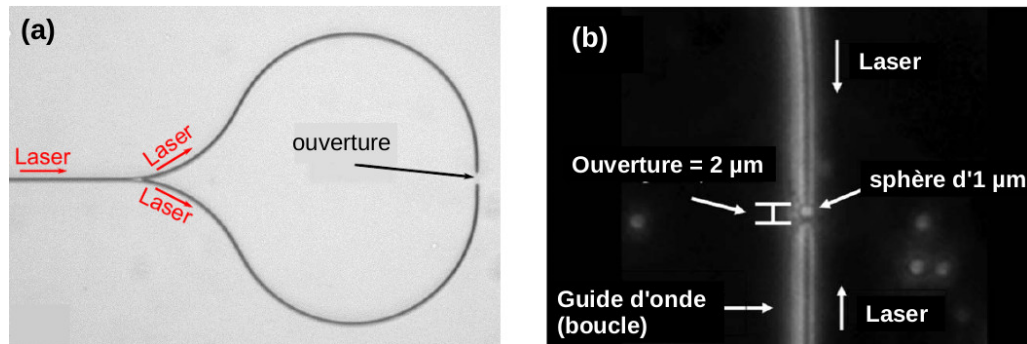 (a)
Laser
Laser
Laser
ouverture
(b)
Laser
Ouverture = 2 µm
sphère d'1 µm
Guide d'onde
(boucle)
Laser